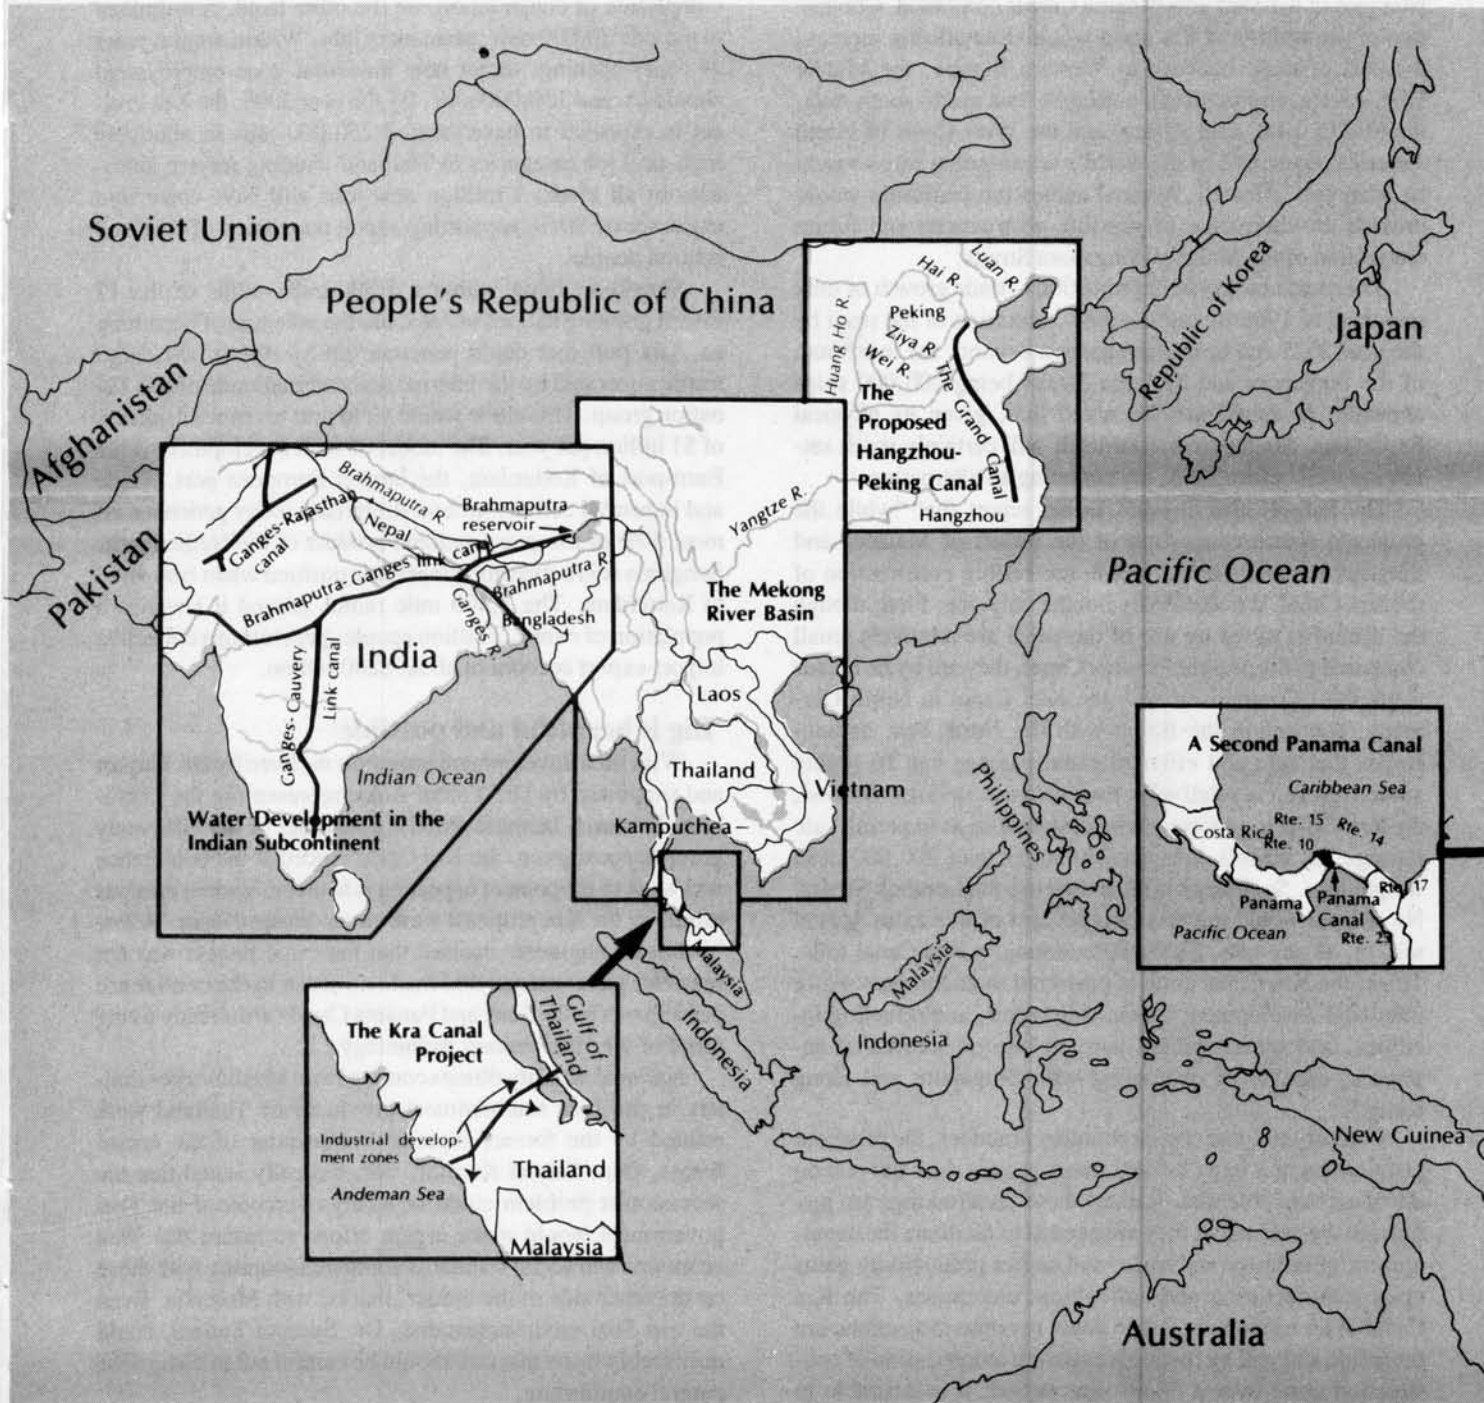 Soviet Union
People's Republic of China
Afghanistan
Pakistan
Huang Ho R.
Hai R.
Luan R.
Peking
Ziya R.
Wei R.
The Grand Canal
The
Proposed
Hangzhou-
Peking Canal
Hangzhou
Republic of Korea
Japan
Brahmaputra R.
Ganges-Rajasthan
canal
Nepal
Brahmaputra
reservoir
Brahmaputra-Ganges link canal
Brahmaputra R
Ganges R.
Bangladesh
India
Ganges-Cauvery
Link canal
Indian Ocean
Water Development in the
Indian Subcontinent
Yangtze R.
The Mekong
River Basin
Laos
Thailand
Vietnam
Kampuchea–
Pacific Ocean
Philippines
A Second Panama Canal
Caribbean Sea
Rte. 15
Rte. 14
Costa Rica
Rte. 10
Panama
Panama
Canal
Rte. 17
Pacific Ocean
Rte. 25
Malaysia
Malaysia
Indonesia
Indonesia
New Guinea
Australia
The Kra Canal
Project
Gulf of
Thailand
Industrial develop-
ment zones
Thailand
Andeman Sea
Malaysia